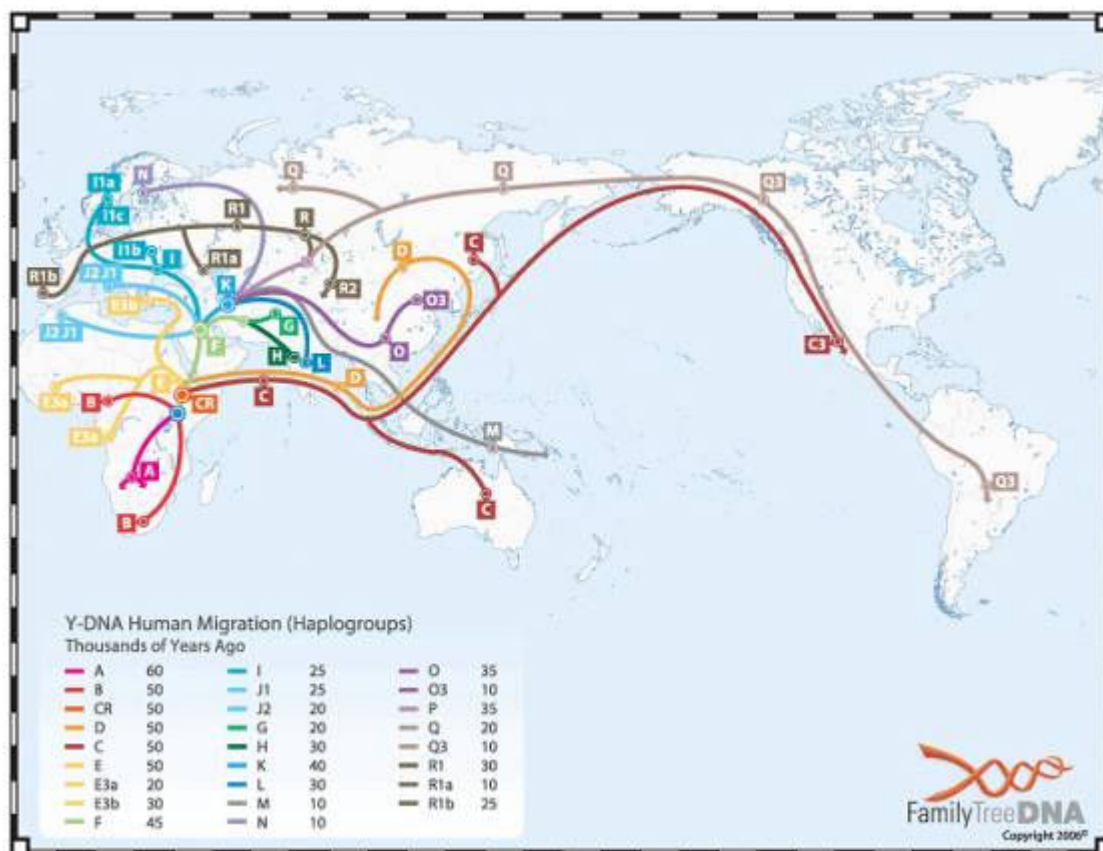 N
Q
Q
I1a
Q3
I1c
R1
R
D
C
I1b
I
R1a
J2 J1
R1b
K
R2
E3b
O3
G
J2 J1
F
O
C3
H
L
E
D
E3a
B
CR
C
E3a
M
A
Q3
C
B
Y-DNA Human Migration (Haplogroups)
Thousands of Years Ago
A 60 I 25 O 35
B 50 J1 25 O3 10
CR 50 J2 20 P 35
D 50 G 20 Q 20
C 50 H 30 Q3 10
E 50 K 40 R1 30
E3a 20 L 30 R1a 10
E3b 30 M 10 R1b 25
F 45 N 10
FamilyTreeDNA
Copyright 2006©